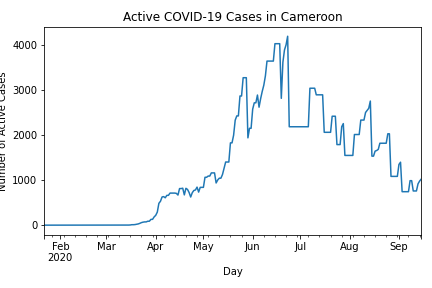 Active COVID-19 Cases in Cameroon
Number of Active Cases
4000
3000
2000
1000
0
Feb Mar Apr May Jun Jul Aug Sep
2020
Day